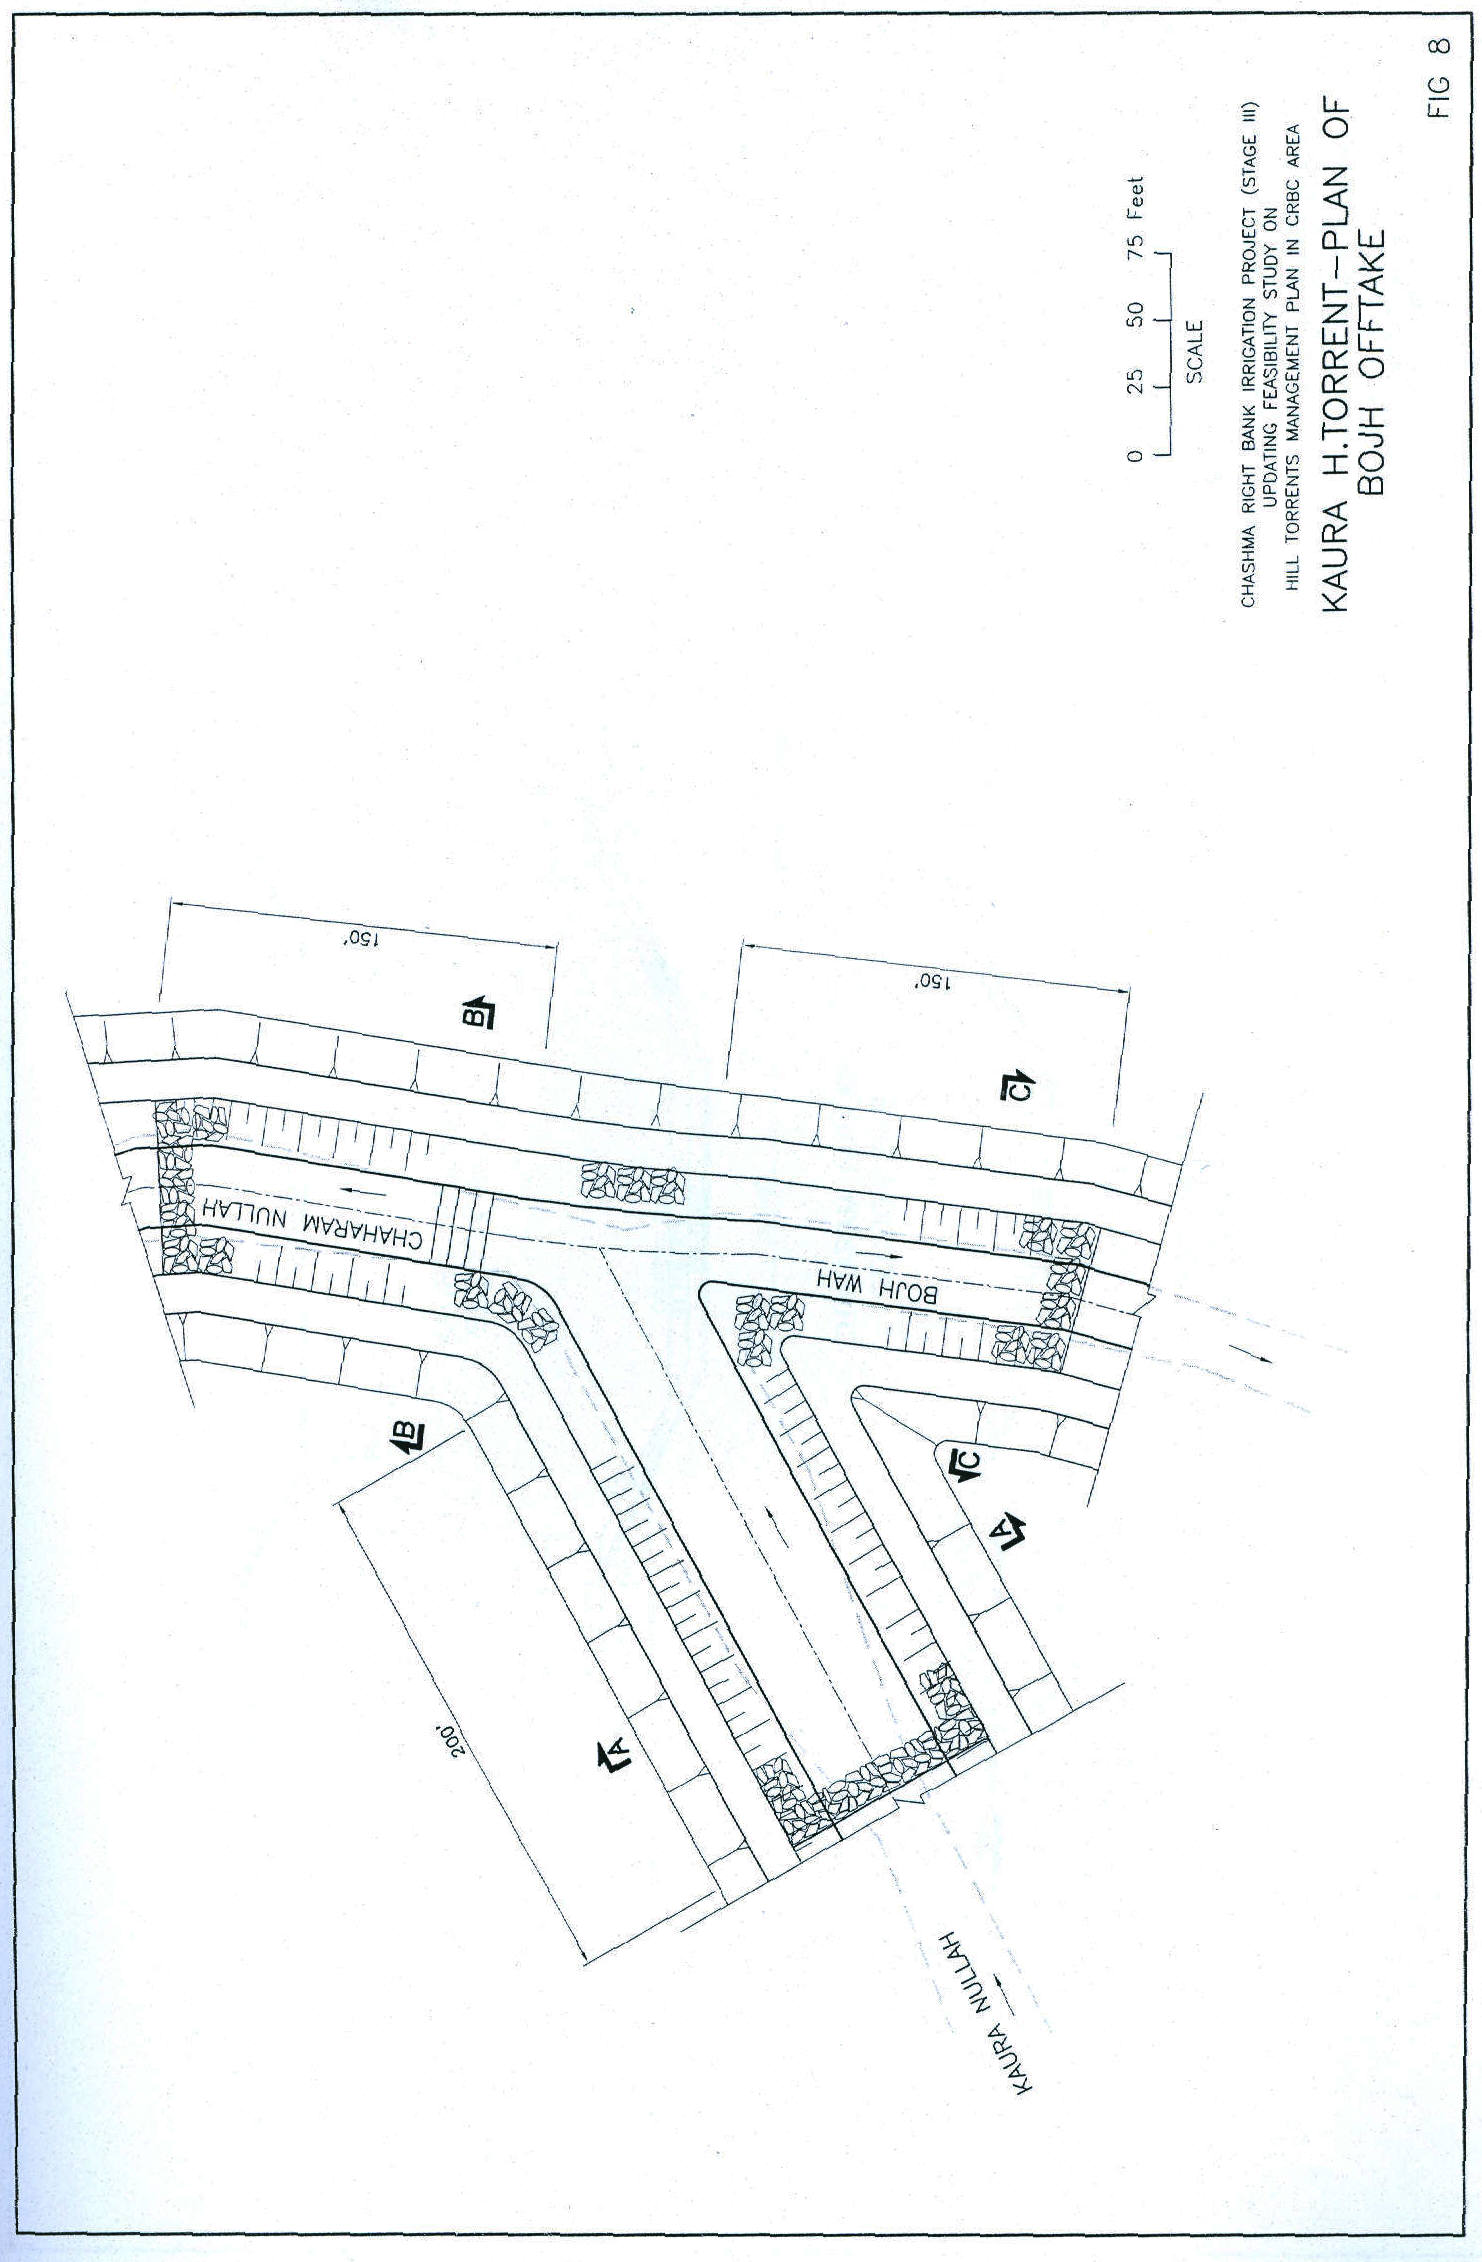 FIG 8
CHASHMA RIGHT BANK IRRIGATION PROJECT (STAGE III)
UPDATING FEASIBILITY STUDY ON
HILL TORRENTS MANAGEMENT PLAN IN CRBC AREA
KAURA H.TORRENT–PLAN OF
BOJH OFFTAKE
0 25 50 75 Feet
SCALE
150'
150'
200'
B
B
C
C
A
A
CHAHARAM NULLAH
BOJH WAH
KAURA NULLAH